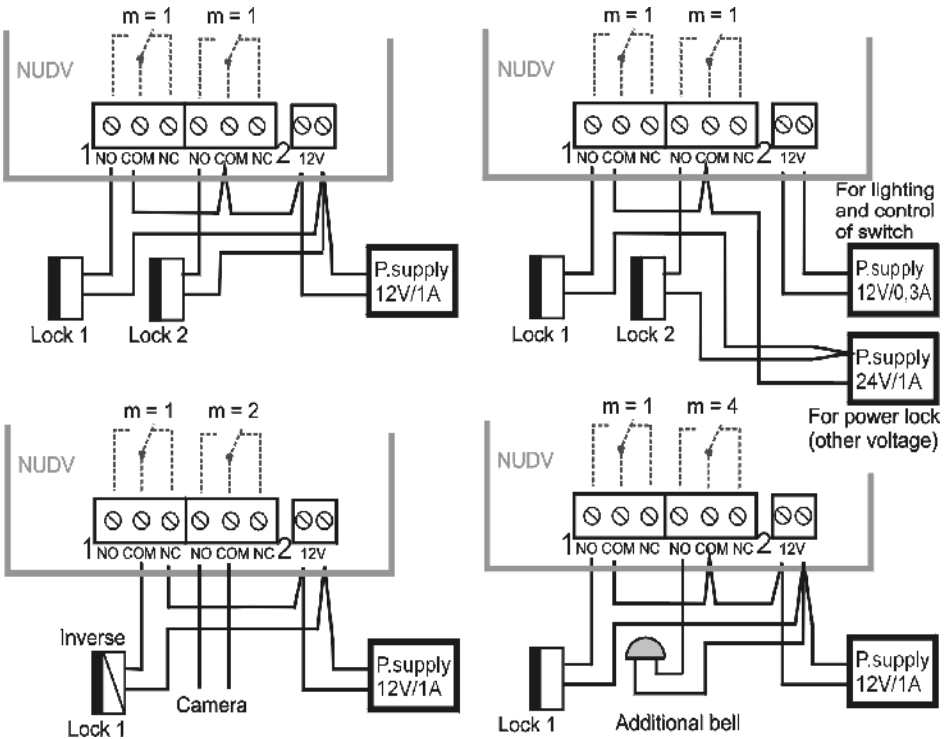 m = 1 m = 1
NUDV
1 NO COM NC NO COM NC 2 12V
P.supply
12V/1A
Lock 1 Lock 2
m = 1 m = 1
NUDV
1 NO COM NC NO COM NC 2 12V
For lighting
and control
of switch
P.supply
12V/0,3A
Lock 1 Lock 2
P.supply
24V/1A
For power lock
(other voltage)
m = 1 m = 2
NUDV
1 NO COM NC NO COM NC 2 12V
Inverse
P.supply
12V/1A
Camera
Lock 1
m = 1 m = 4
NUDV
1 NO COM NC NO COM NC 2 12V
P.supply
12V/1A
Lock 1 Additional bell